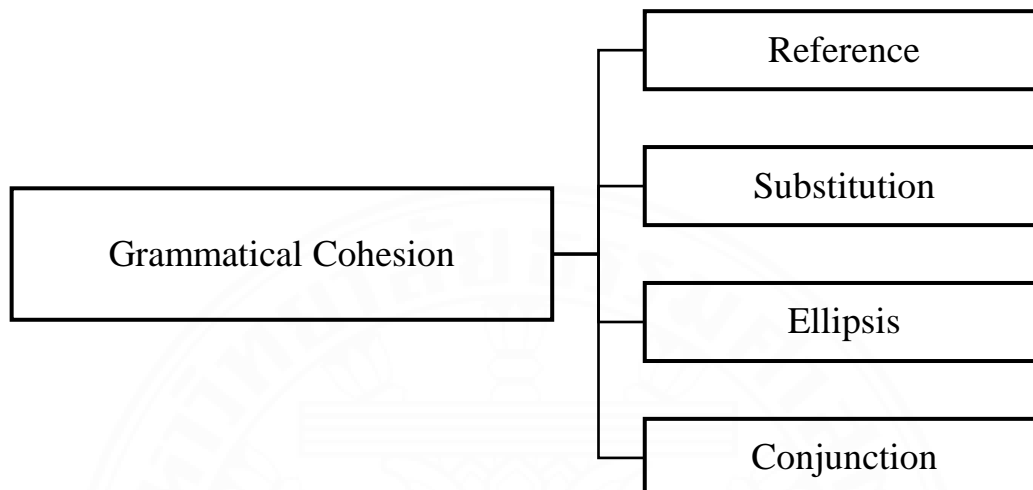 Reference
Substitution
Grammatical Cohesion
Ellipsis
Conjunction